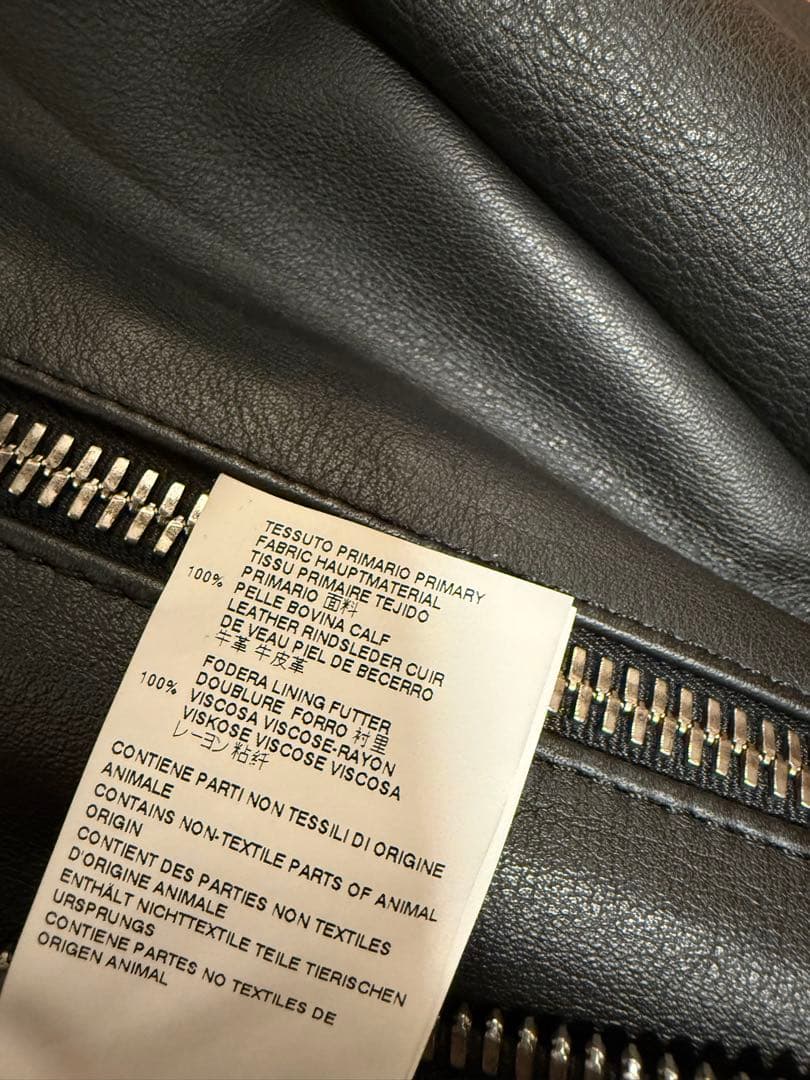 TESSUTO PRIMARIO PRIMARY
FABRIC HAUPTMATERIAL
TISSU PRIMAIRE TEJIDO
100% PRIMARIO 面料
PELLE BOVINA CALF
LEATHER RINDSLEDER CUIR
DE VEAU PIEL DE BECERRO
牛革 牛皮革
FODERA LINING FUTTER
100% DOUBLURE FORRO 衬里
VISCOSA VISCOSE-RAYON
VISKOSE VISCOSE VISCOSA
レーヨン 粘纤
CONTIENE PARTI NON TESSILI DI ORIGINE
ANIMALE
CONTAINS NON-TEXTILE PARTS OF ANIMAL
ORIGIN
CONTIENT DES PARTIES NON TEXTILES
D'ORIGINE ANIMALE
ENTHÄLT NICHTTEXTILE TEILE TIERISCHEN
URSPRUNGS
CONTIENE PARTES NO TEXTILES DE
ORIGEN ANIMAL